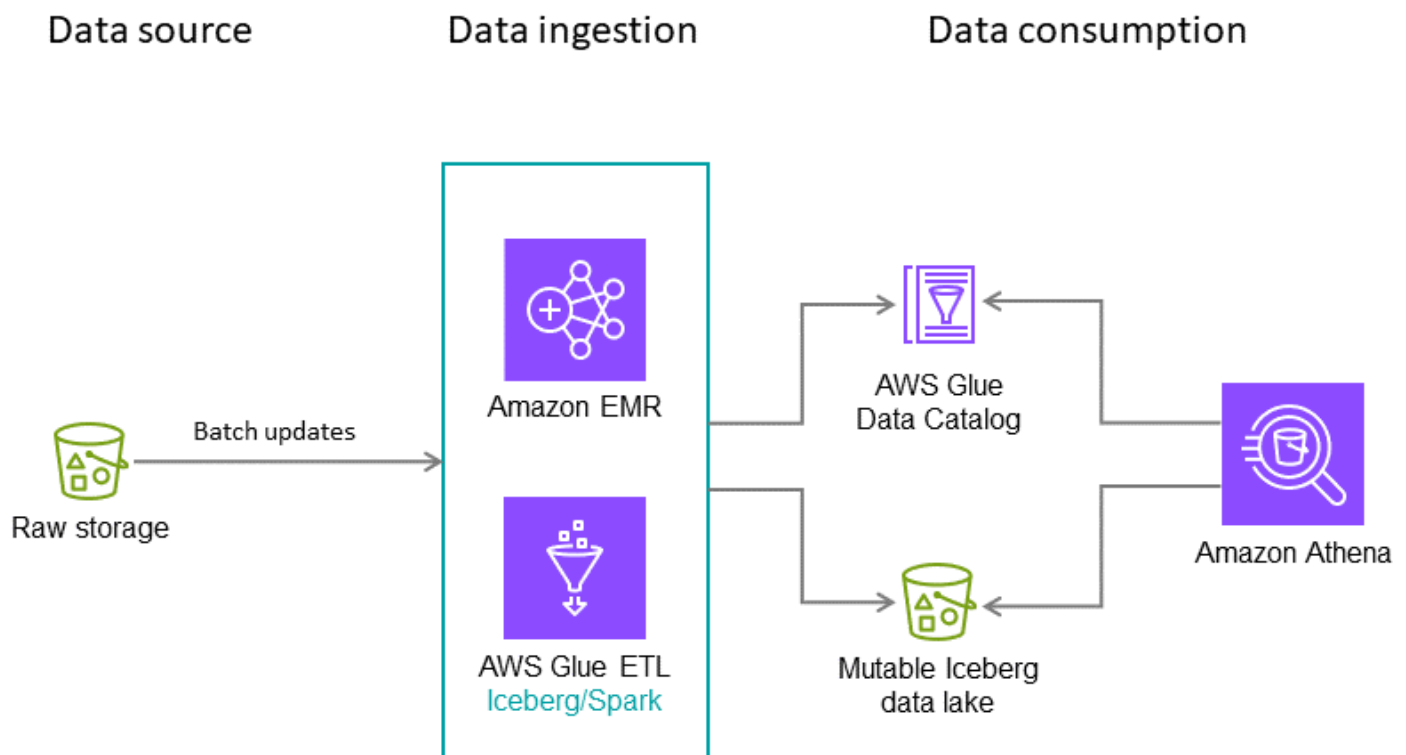 Data source
Data ingestion
Data consumption
Batch updates
Raw storage
Amazon EMR
AWS Glue ETL
Iceberg/Spark
AWS Glue
Data Catalog
Mutable Iceberg
data lake
Amazon Athena